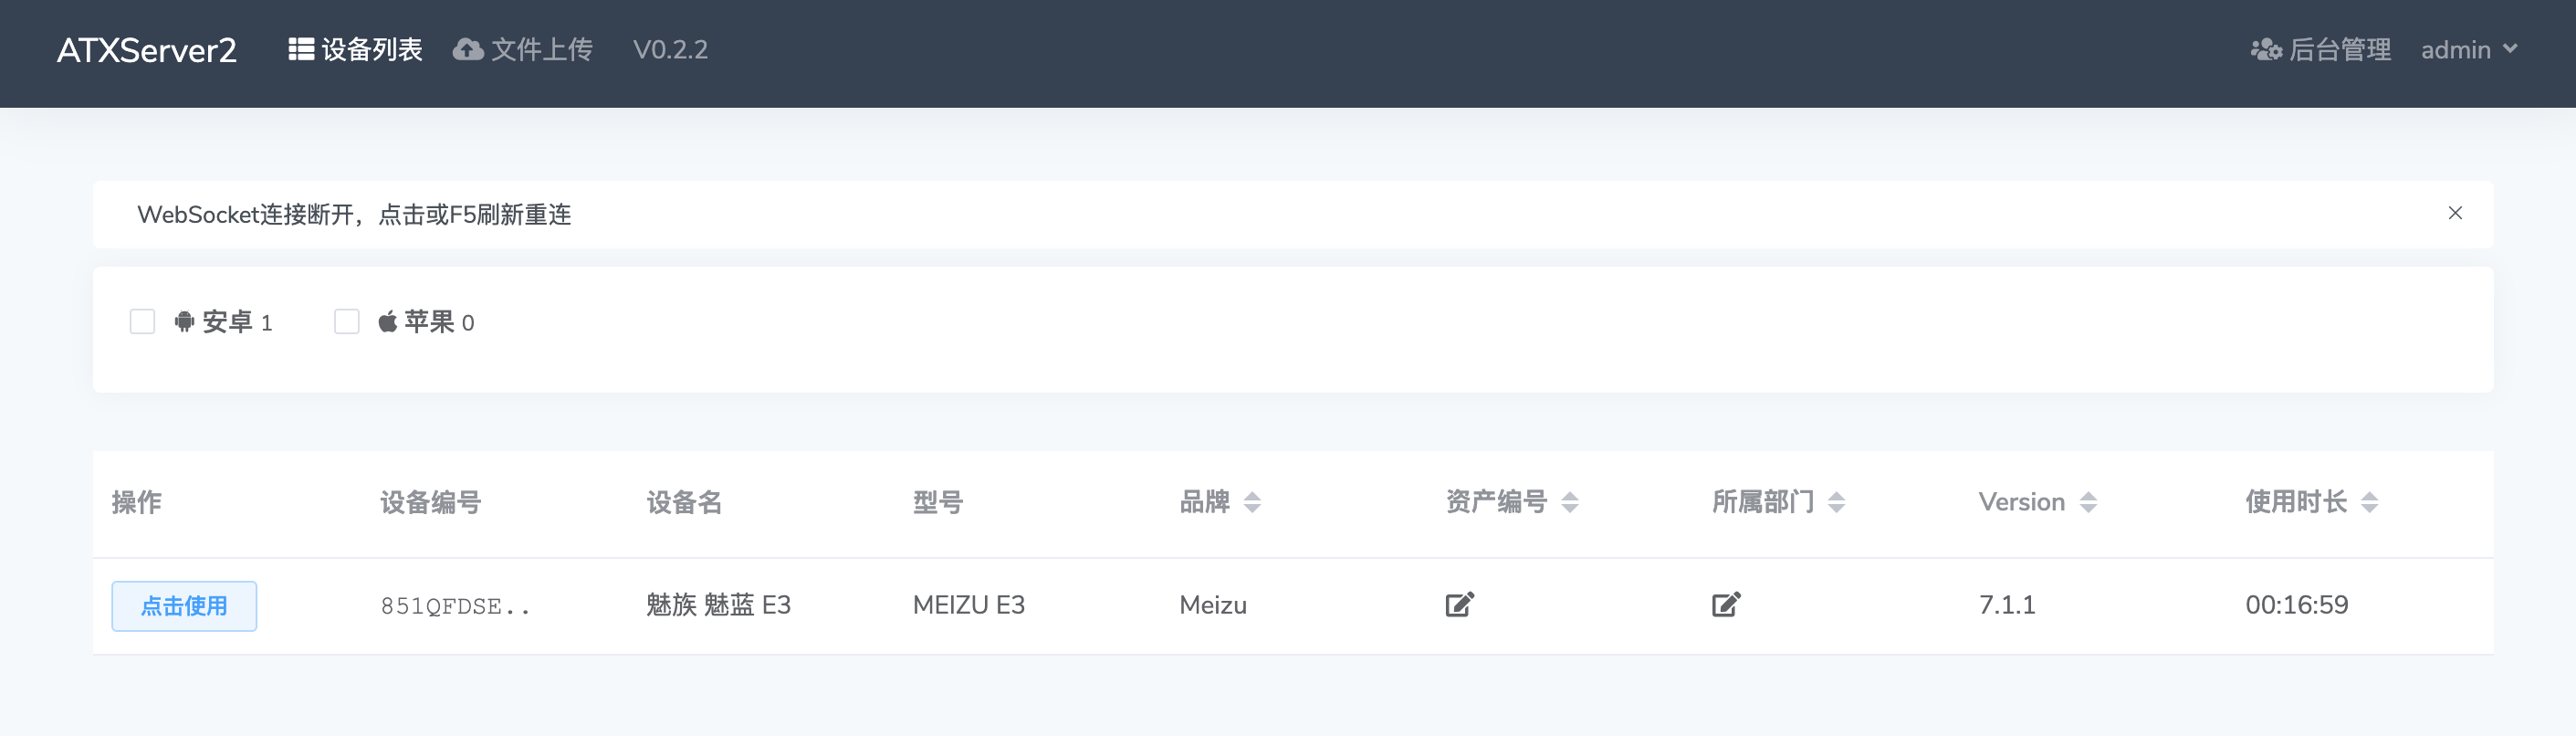 ATXServer2 设备列表 文件上传 V0.2.2 后台管理 admin
WebSocket连接断开，点击或F5刷新重连
安卓 1 苹果 0
操作 设备编号 设备名 型号 品牌 资产编号 所属部门 Version 使用时长
点击使用 851QFDSE.. 魅族 魅蓝 E3 MEIZU E3 Meizu 7.1.1 00:16:59